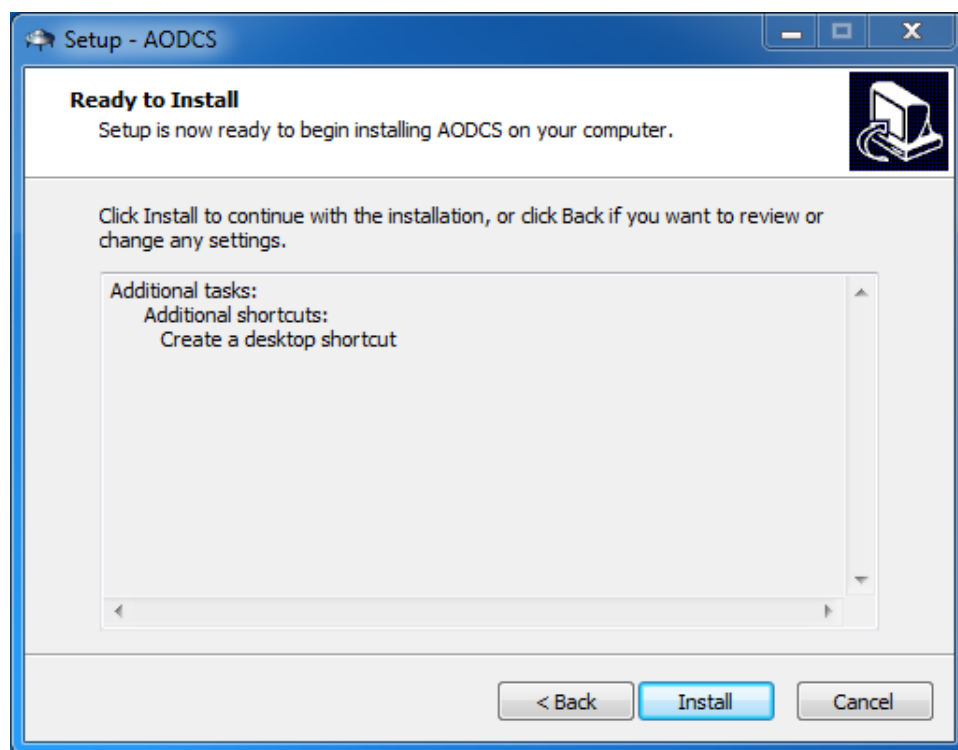 Setup - AODCS
Ready to Install
Setup is now ready to begin installing AODCS on your computer.
Click Install to continue with the installation, or click Back if you want to review or
change any settings.
Additional tasks:
Additional shortcuts:
Create a desktop shortcut
< Back Install Cancel